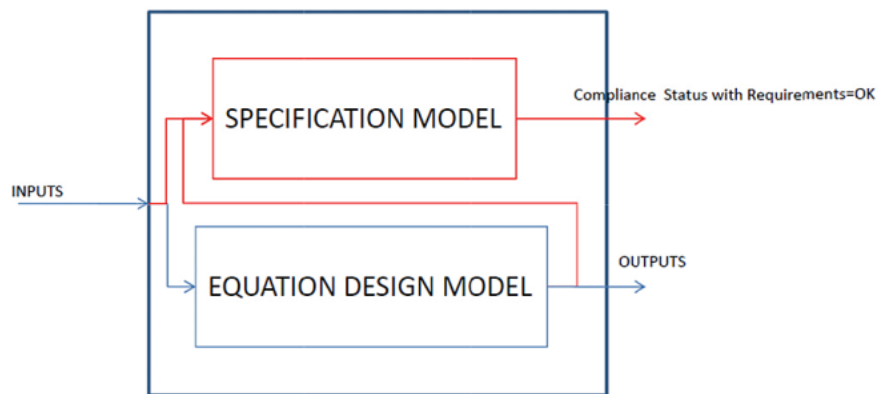 SPECIFICATION MODEL
Compliance Status with Requirements=OK
INPUTS
OUTPUTS
EQUATION DESIGN MODEL